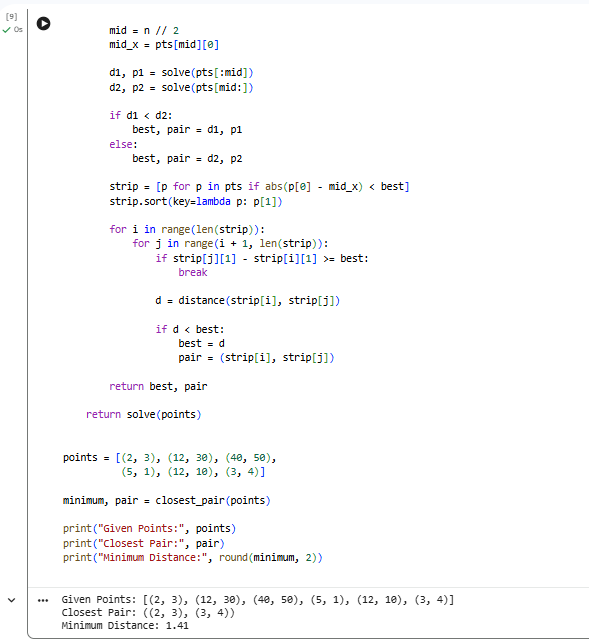 [9]
0s
mid = n // 2
mid_x = pts[mid][0]
d1, p1 = solve(pts[:mid])
d2, p2 = solve(pts[mid:])
if d1 < d2:
best, pair = d1, p1
else:
best, pair = d2, p2
strip = [p for p in pts if abs(p[0] - mid_x) < best]
strip.sort(key=lambda p: p[1])
for i in range(len(strip)):
for j in range(i + 1, len(strip)):
if strip[j][1] - strip[i][1] >= best:
break
d = distance(strip[i], strip[j])
if d < best:
best = d
pair = (strip[i], strip[j])
return best, pair
return solve(points)
points = [(2, 3), (12, 30), (40, 50),
(5, 1), (12, 10), (3, 4)]
minimum, pair = closest_pair(points)
print("Given Points:", points)
print("Closest Pair:", pair)
print("Minimum Distance:", round(minimum, 2))
Given Points: [(2, 3), (12, 30), (40, 50), (5, 1), (12, 10), (3, 4)]
Closest Pair: ((2, 3), (3, 4))
Minimum Distance: 1.41